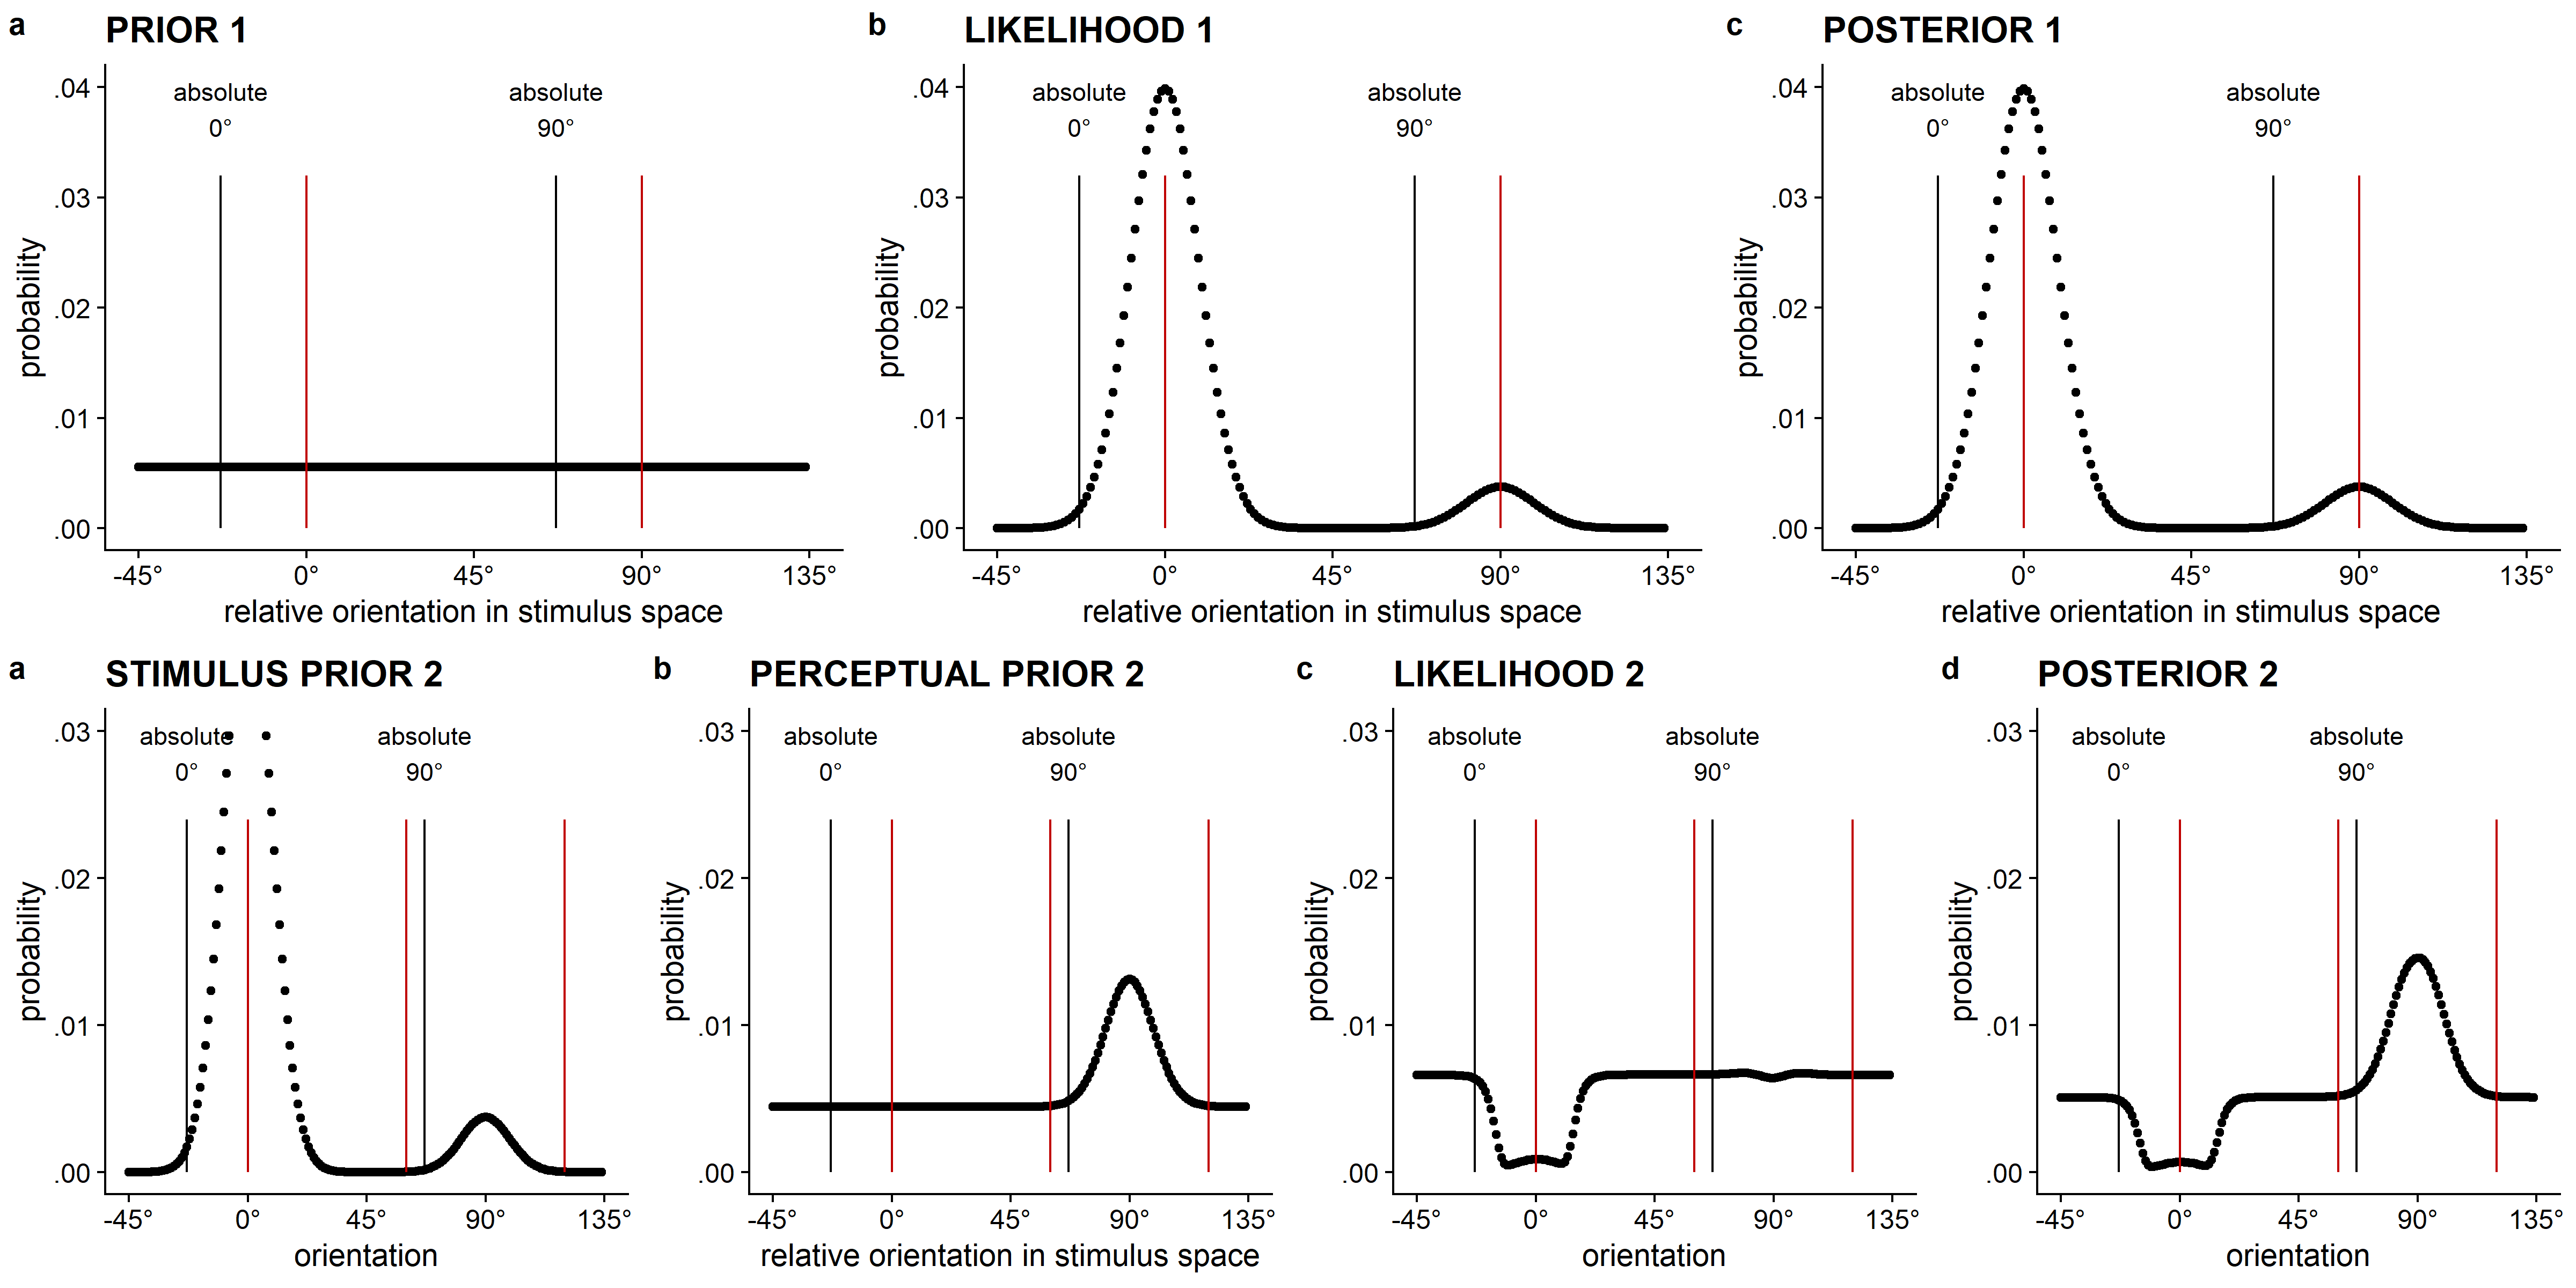 a PRIOR 1
absolute
0°
absolute
90°
.04
.03
.02
.01
.00
probability
-45° 0° 45° 90° 135°
relative orientation in stimulus space
b LIKELIHOOD 1
absolute
0°
absolute
90°
.04
.03
.02
.01
.00
probability
-45° 0° 45° 90° 135°
relative orientation in stimulus space
c POSTERIOR 1
absolute
0°
absolute
90°
.04
.03
.02
.01
.00
probability
-45° 0° 45° 90° 135°
relative orientation in stimulus space
a STIMULUS PRIOR 2
absolute
0°
absolute
90°
.03
.02
.01
.00
probability
-45° 0° 45° 90° 135°
orientation
b PERCEPTUAL PRIOR 2
absolute
0°
absolute
90°
.03
.02
.01
.00
probability
-45° 0° 45° 90° 135°
relative orientation in stimulus space
c LIKELIHOOD 2
absolute
0°
absolute
90°
.03
.02
.01
.00
probability
-45° 0° 45° 90° 135°
orientation
d POSTERIOR 2
absolute
0°
absolute
90°
.03
.02
.01
.00
probability
-45° 0° 45° 90° 135°
orientation